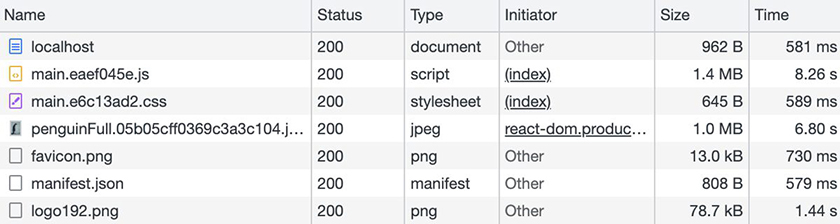 Name Status Type Initiator Size Time
localhost 200 document Other 962 B 581 ms
main.eaef045e.js 200 script (index) 1.4 MB 8.26 s
main.e6c13ad2.css 200 stylesheet (index) 645 B 589 ms
penguinFull.05b05cff0369c3a3c104.j... 200 jpeg react-dom.produc... 1.0 MB 6.80 s
favicon.png 200 png Other 13.0 kB 730 ms
manifest.json 200 manifest Other 808 B 579 ms
logo192.png 200 png Other 78.7 kB 1.44 s